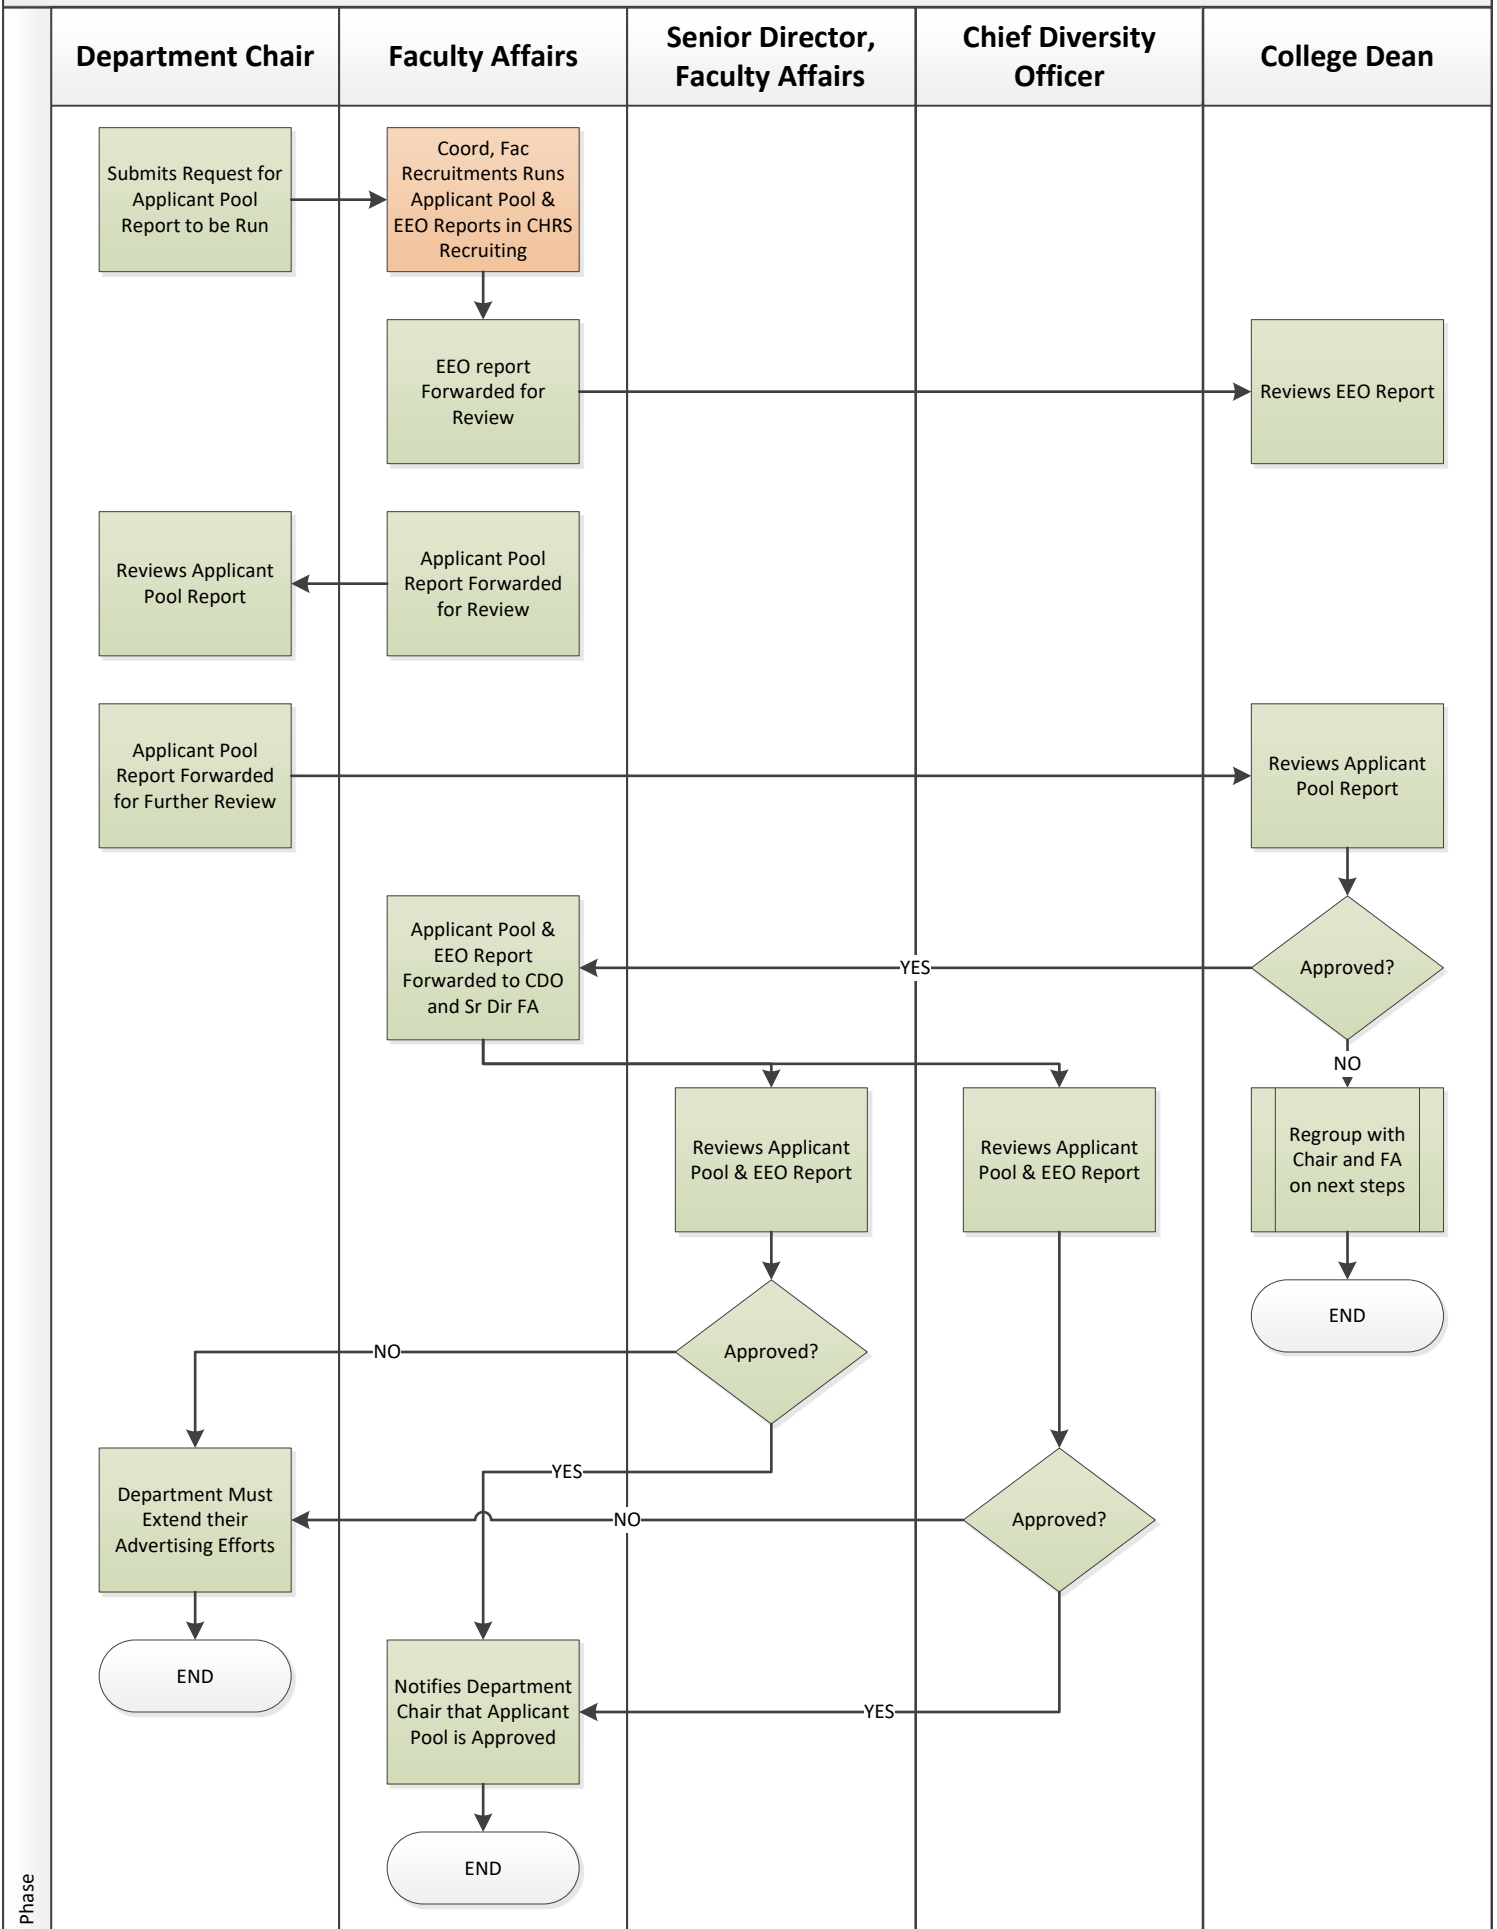 Department Chair
Faculty Affairs
Senior Director,
Faculty Affairs
Chief Diversity
Officer
College Dean
Submits Request for
Applicant Pool
Report to be Run
Coord, Fac
Recruitments Runs
Applicant Pool &
EEO Reports in CHRS
Recruiting
EEO report
Forwarded for
Review
Reviews EEO Report
Reviews Applicant
Pool Report
Applicant Pool
Report Forwarded
for Review
Applicant Pool
Report Forwarded
for Further Review
Reviews Applicant
Pool Report
Applicant Pool &
EEO Report
Forwarded to CDO
and Sr Dir FA
YES
Approved?
NO
Reviews Applicant
Pool & EEO Report
Reviews Applicant
Pool & EEO Report
Regroup with
Chair and FA
on next steps
END
NO
Approved?
YES
Department Must
Extend their
Advertising Efforts
NO
Approved?
END
Notifies Department
Chair that Applicant
Pool is Approved
YES
END
Phase